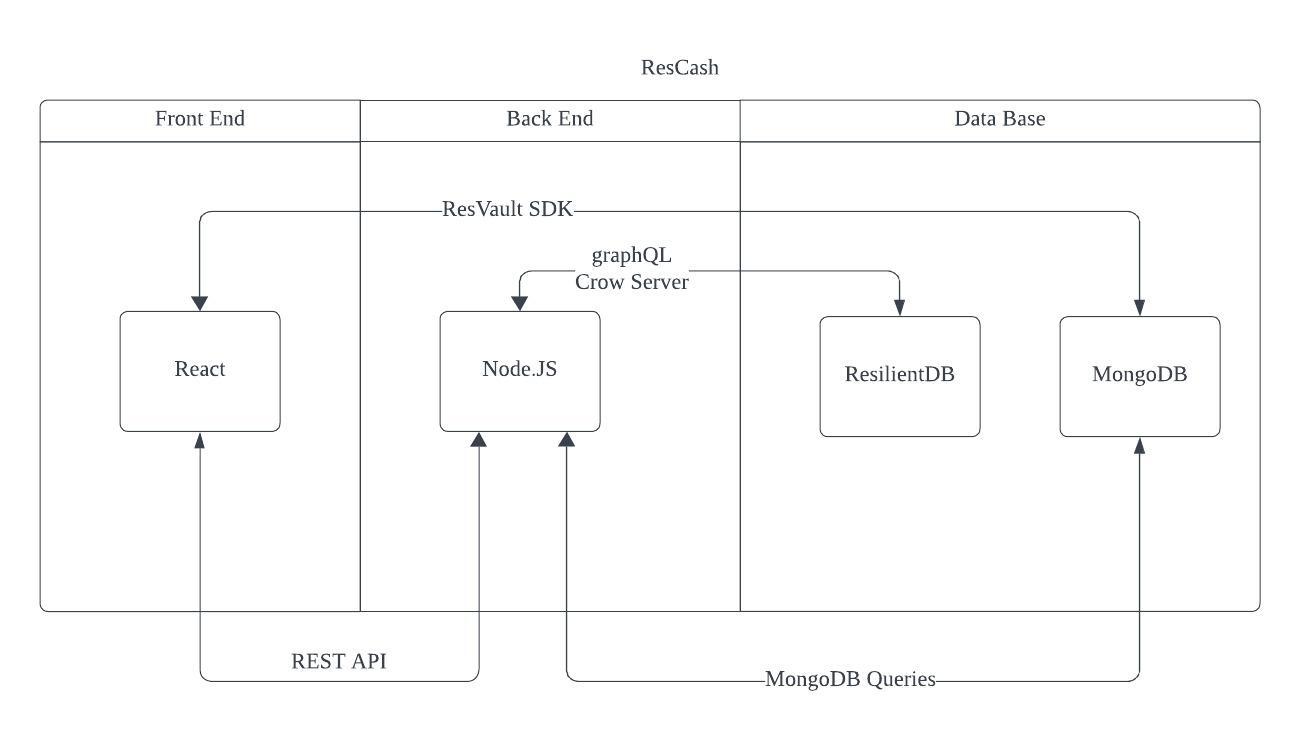 ResCash
Front End
Back End
Data Base
ResVault SDK
graphQL
Crow Server
React
Node.JS
ResilientDB
MongoDB
REST API
MongoDB Queries